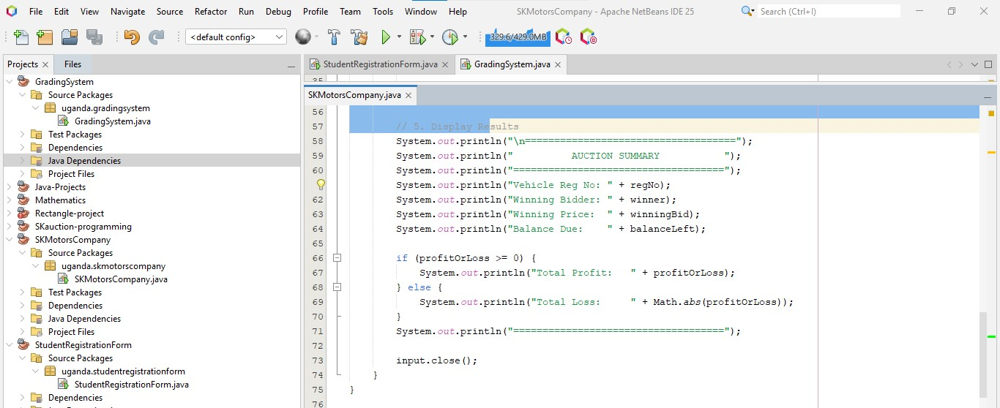 File Edit View Navigate Source Refactor Run Debug Profile Team Tools Window Help SKMotorsCompany - Apache NetBeans IDE 25 Search (Ctrl+I)
<default config> 329.6/429.0MB
Projects Files
GradingSystem
Source Packages
uganda.gradingsystem
GradingSystem.java
Test Packages
Dependencies
Java Dependencies
Project Files
Java-Projects
Mathematics
Rectangle-project
SKauction-programming
SKMotorsCompany
Source Packages
uganda.skmotorscompany
SKMotorsCompany.java
Test Packages
Dependencies
Java Dependencies
Project Files
StudentRegistrationForm
Source Packages
uganda.studentregistrationform
StudentRegistrationForm.java
Dependencies
StudentRegistrationForm.java GradingSystem.java
SKMotorsCompany.java
56
57 // 5. Display Results
58 System.out.println("\n====================================");
59 System.out.println("          AUCTION SUMMARY           ");
60 System.out.println("====================================");
System.out.println("Vehicle Reg No: " + regNo);
62 System.out.println("Winning Bidder: " + winner);
63 System.out.println("Winning Price:  " + winningBid);
64 System.out.println("Balance Due:    " + balanceLeft);
65
66 if (profitOrLoss >= 0) {
67 System.out.println("Total Profit:   " + profitOrLoss);
68 } else {
69 System.out.println("Total Loss:     " + Math.abs(profitOrLoss));
70 }
71 System.out.println("====================================");
72
73 input.close();
74 }
75 }
76